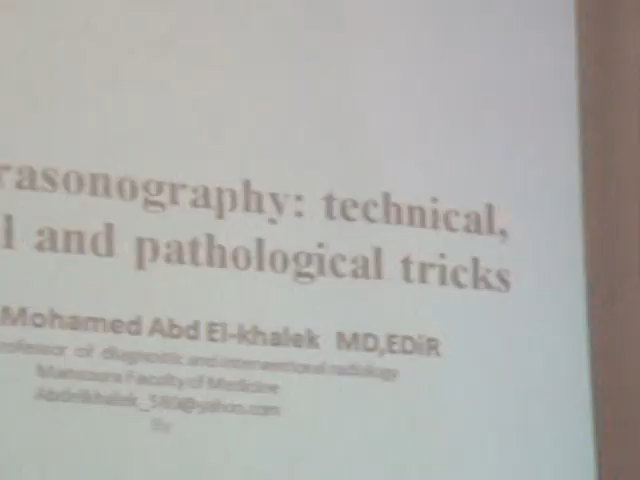 rasonography: technical,
l and pathological tricks
Mohamed Abd El-khalek MD,EDiR
of diagnostic and interventional radiology
Mansoura Faculty of Medicine